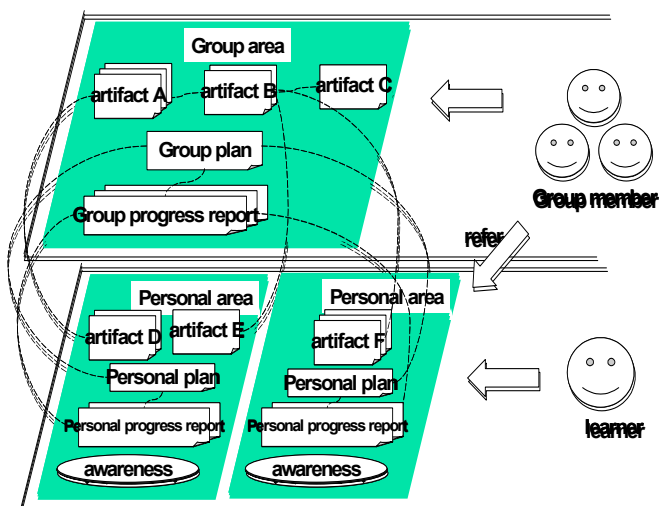 Group area
artifact A
artifact B
artifact C
Group plan
Group progress report
Group member
refer
Personal area
Personal area
artifact D
artifact E
artifact F
Personal plan
Personal plan
Personal progress report
Personal progress report
learner
awareness
awareness